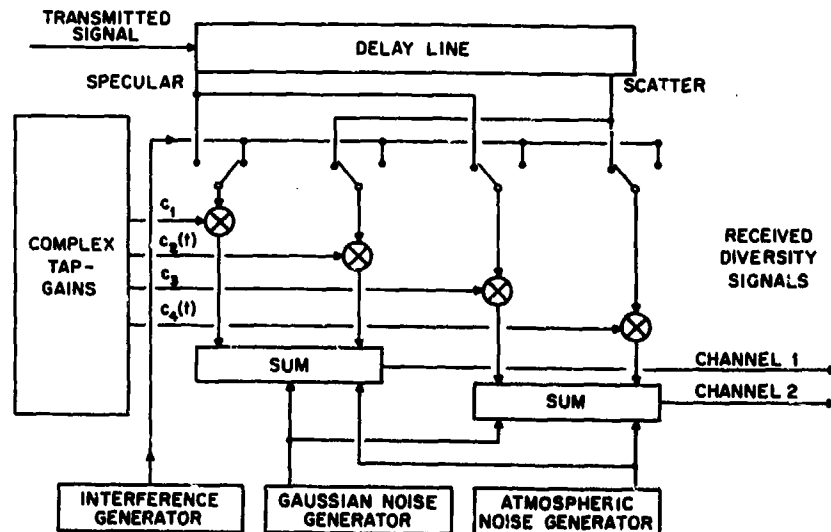 TRANSMITTED
SIGNAL
DELAY LINE
SPECULAR
SCATTER
COMPLEX
TAP-
GAINS
c₁
c₂(t)
c₃
c₄(t)
RECEIVED
DIVERSITY
SIGNALS
SUM
CHANNEL 1
SUM
CHANNEL 2
INTERFERENCE
GENERATOR
GAUSSIAN NOISE
GENERATOR
ATMOSPHERIC
NOISE GENERATOR